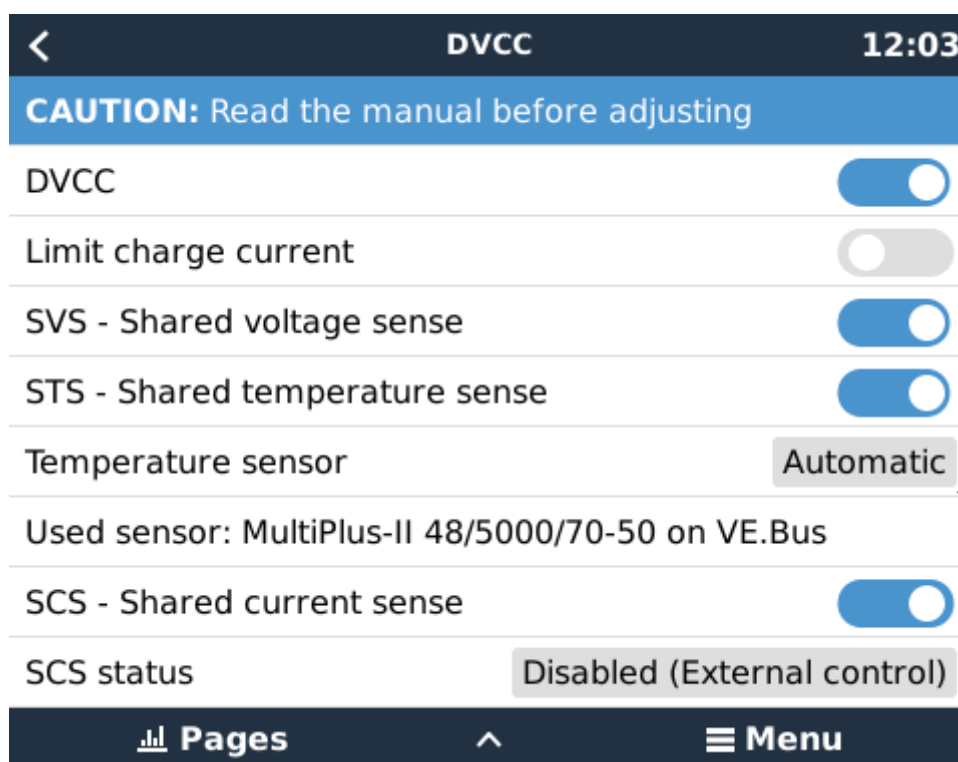 DVCC 12:03
CAUTION: Read the manual before adjusting
DVCC
Limit charge current
SVS - Shared voltage sense
STS - Shared temperature sense
Temperature sensor Automatic
Used sensor: MultiPlus-II 48/5000/70-50 on VE.Bus
SCS - Shared current sense
SCS status Disabled (External control)
Pages Menu